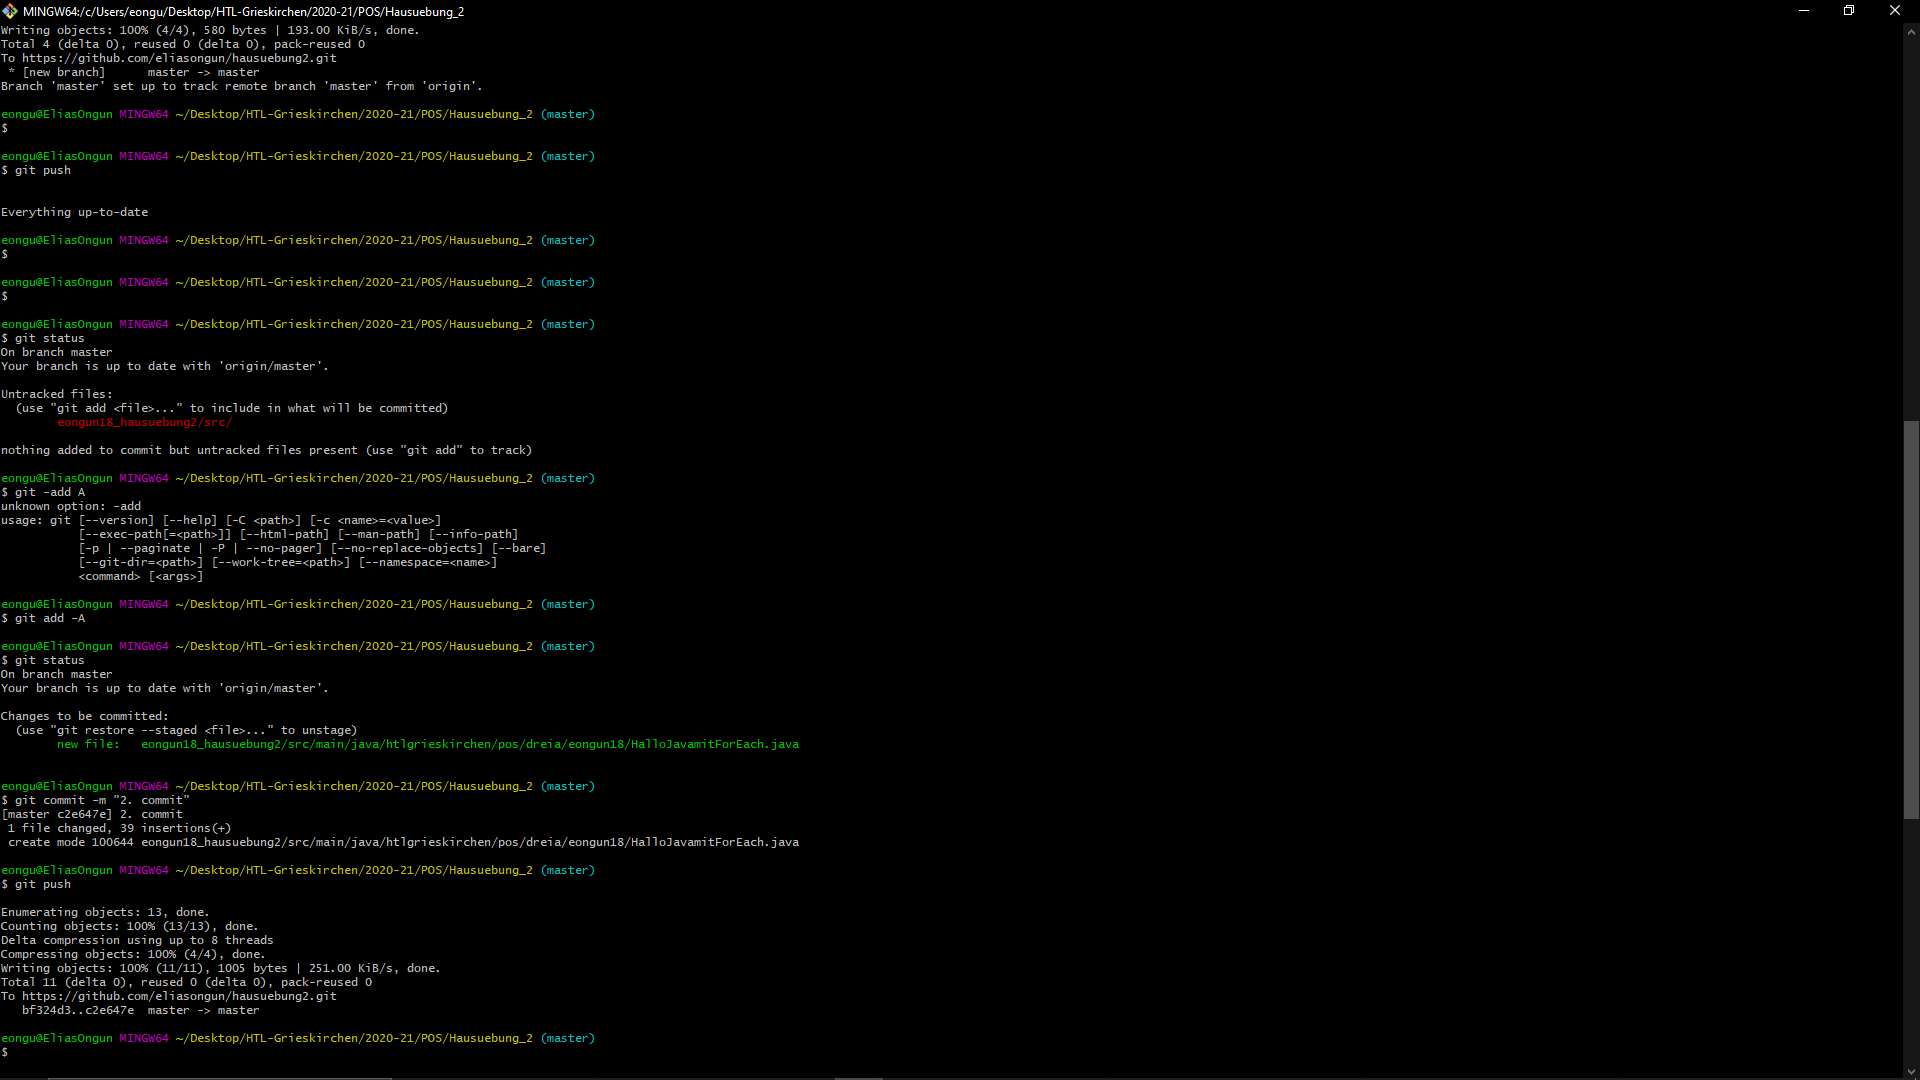 MINGW64:/c/Users/eongu/Desktop/HTL-Grieskirchen/2020-21/POS/Hausuebung_2
Writing objects: 100% (4/4), 580 bytes | 193.00 KiB/s, done.
Total 4 (delta 0), reused 0 (delta 0), pack-reused 0
To https://github.com/eliasongun/hausuebung2.git
 * [new branch]      master -> master
Branch 'master' set up to track remote branch 'master' from 'origin'.

eongu@EliasOngun MINGW64 ~/Desktop/HTL-Grieskirchen/2020-21/POS/Hausuebung_2 (master)
$

eongu@EliasOngun MINGW64 ~/Desktop/HTL-Grieskirchen/2020-21/POS/Hausuebung_2 (master)
$ git push

Everything up-to-date

eongu@EliasOngun MINGW64 ~/Desktop/HTL-Grieskirchen/2020-21/POS/Hausuebung_2 (master)
$

eongu@EliasOngun MINGW64 ~/Desktop/HTL-Grieskirchen/2020-21/POS/Hausuebung_2 (master)
$

eongu@EliasOngun MINGW64 ~/Desktop/HTL-Grieskirchen/2020-21/POS/Hausuebung_2 (master)
$ git status
On branch master
Your branch is up to date with 'origin/master'.

Untracked files:
  (use "git add <file>..." to include in what will be committed)
        eongun18_hausuebung2/src/

nothing added to commit but untracked files present (use "git add" to track)

eongu@EliasOngun MINGW64 ~/Desktop/HTL-Grieskirchen/2020-21/POS/Hausuebung_2 (master)
$ git -add A
unknown option: -add
usage: git [--version] [--help] [-C <path>] [-c <name>=<value>]
           [--exec-path[=<path>]] [--html-path] [--man-path] [--info-path]
           [-p | --paginate | -P | --no-pager] [--no-replace-objects] [--bare]
           [--git-dir=<path>] [--work-tree=<path>] [--namespace=<name>]
           <command> [<args>]

eongu@EliasOngun MINGW64 ~/Desktop/HTL-Grieskirchen/2020-21/POS/Hausuebung_2 (master)
$ git add -A

eongu@EliasOngun MINGW64 ~/Desktop/HTL-Grieskirchen/2020-21/POS/Hausuebung_2 (master)
$ git status
On branch master
Your branch is up to date with 'origin/master'.

Changes to be committed:
  (use "git restore --staged <file>..." to unstage)
        new file:   eongun18_hausuebung2/src/main/java/htlgrieskirchen/pos/dreia/eongun18/HalloJavamitForEach.java

eongu@EliasOngun MINGW64 ~/Desktop/HTL-Grieskirchen/2020-21/POS/Hausuebung_2 (master)
$ git commit -m "2. commit"
[master c2e647e] 2. commit
 1 file changed, 39 insertions(+)
 create mode 100644 eongun18_hausuebung2/src/main/java/htlgrieskirchen/pos/dreia/eongun18/HalloJavamitForEach.java

eongu@EliasOngun MINGW64 ~/Desktop/HTL-Grieskirchen/2020-21/POS/Hausuebung_2 (master)
$ git push

Enumerating objects: 13, done.
Counting objects: 100% (13/13), done.
Delta compression using up to 8 threads
Compressing objects: 100% (4/4), done.
Writing objects: 100% (11/11), 1005 bytes | 251.00 KiB/s, done.
Total 11 (delta 0), reused 0 (delta 0), pack-reused 0
To https://github.com/eliasongun/hausuebung2.git
   bf324d3..c2e647e  master -> master

eongu@EliasOngun MINGW64 ~/Desktop/HTL-Grieskirchen/2020-21/POS/Hausuebung_2 (master)
$